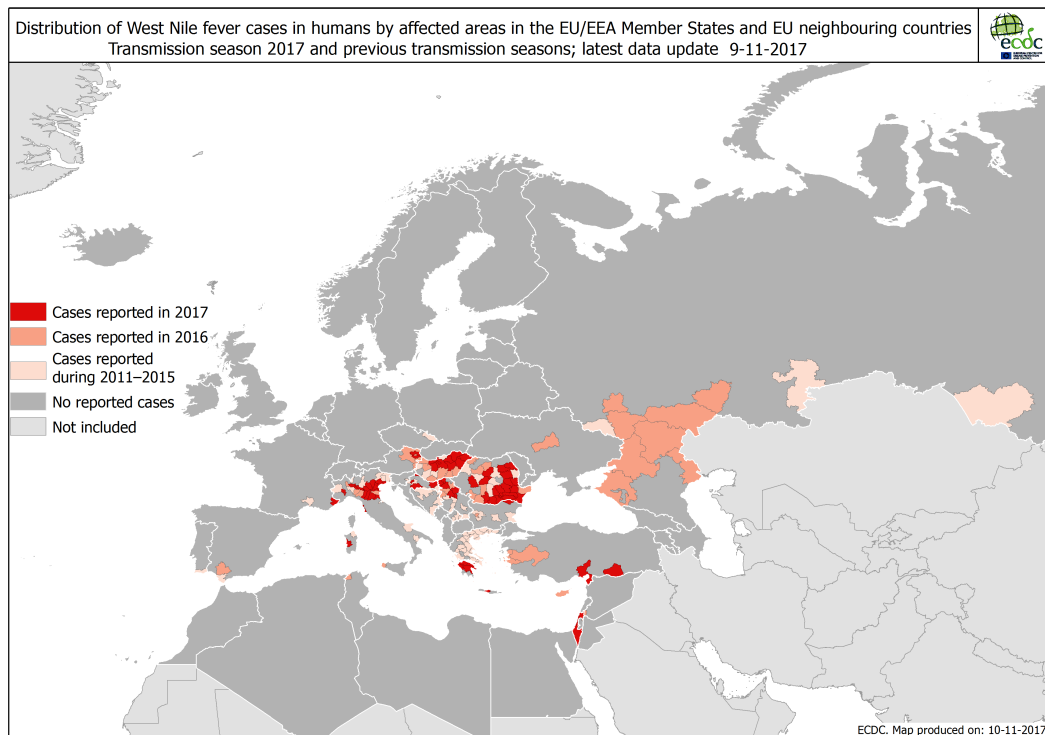 Distribution of West Nile fever cases in humans by affected areas in the EU/EEA Member States and EU neighbouring countries
Transmission season 2017 and previous transmission seasons; latest data update 9-11-2017
ecdc
Cases reported in 2017
Cases reported in 2016
Cases reported
during 2011–2015
No reported cases
Not included
ECDC. Map produced on: 10-11-2017